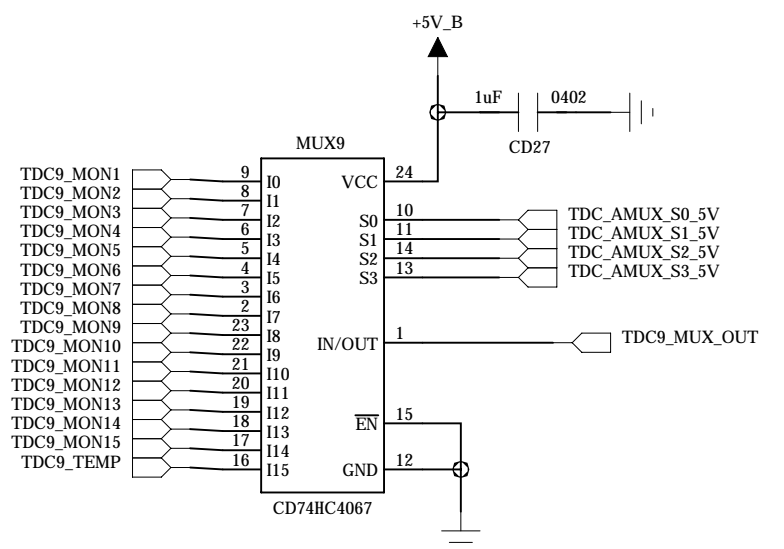 +5V_B
1uF 0402
CD27
MUX9
TDC9_MON1 9 I0
TDC9_MON2 8 I1
TDC9_MON3 7 I2
TDC9_MON4 6 I3
TDC9_MON5 5 I4
TDC9_MON6 4 I5
TDC9_MON7 3 I6
TDC9_MON8 2 I7
TDC9_MON9 23 I8
TDC9_MON10 22 I9
TDC9_MON11 21 I10
TDC9_MON12 20 I11
TDC9_MON13 19 I12
TDC9_MON14 18 I13
TDC9_MON15 17 I14
TDC9_TEMP 16 I15
VCC 24
S0 10 TDC_AMUX_S0_5V
S1 11 TDC_AMUX_S1_5V
S2 14 TDC_AMUX_S2_5V
S3 13 TDC_AMUX_S3_5V
IN/OUT 1 TDC9_MUX_OUT
EN 15
GND 12
CD74HC4067